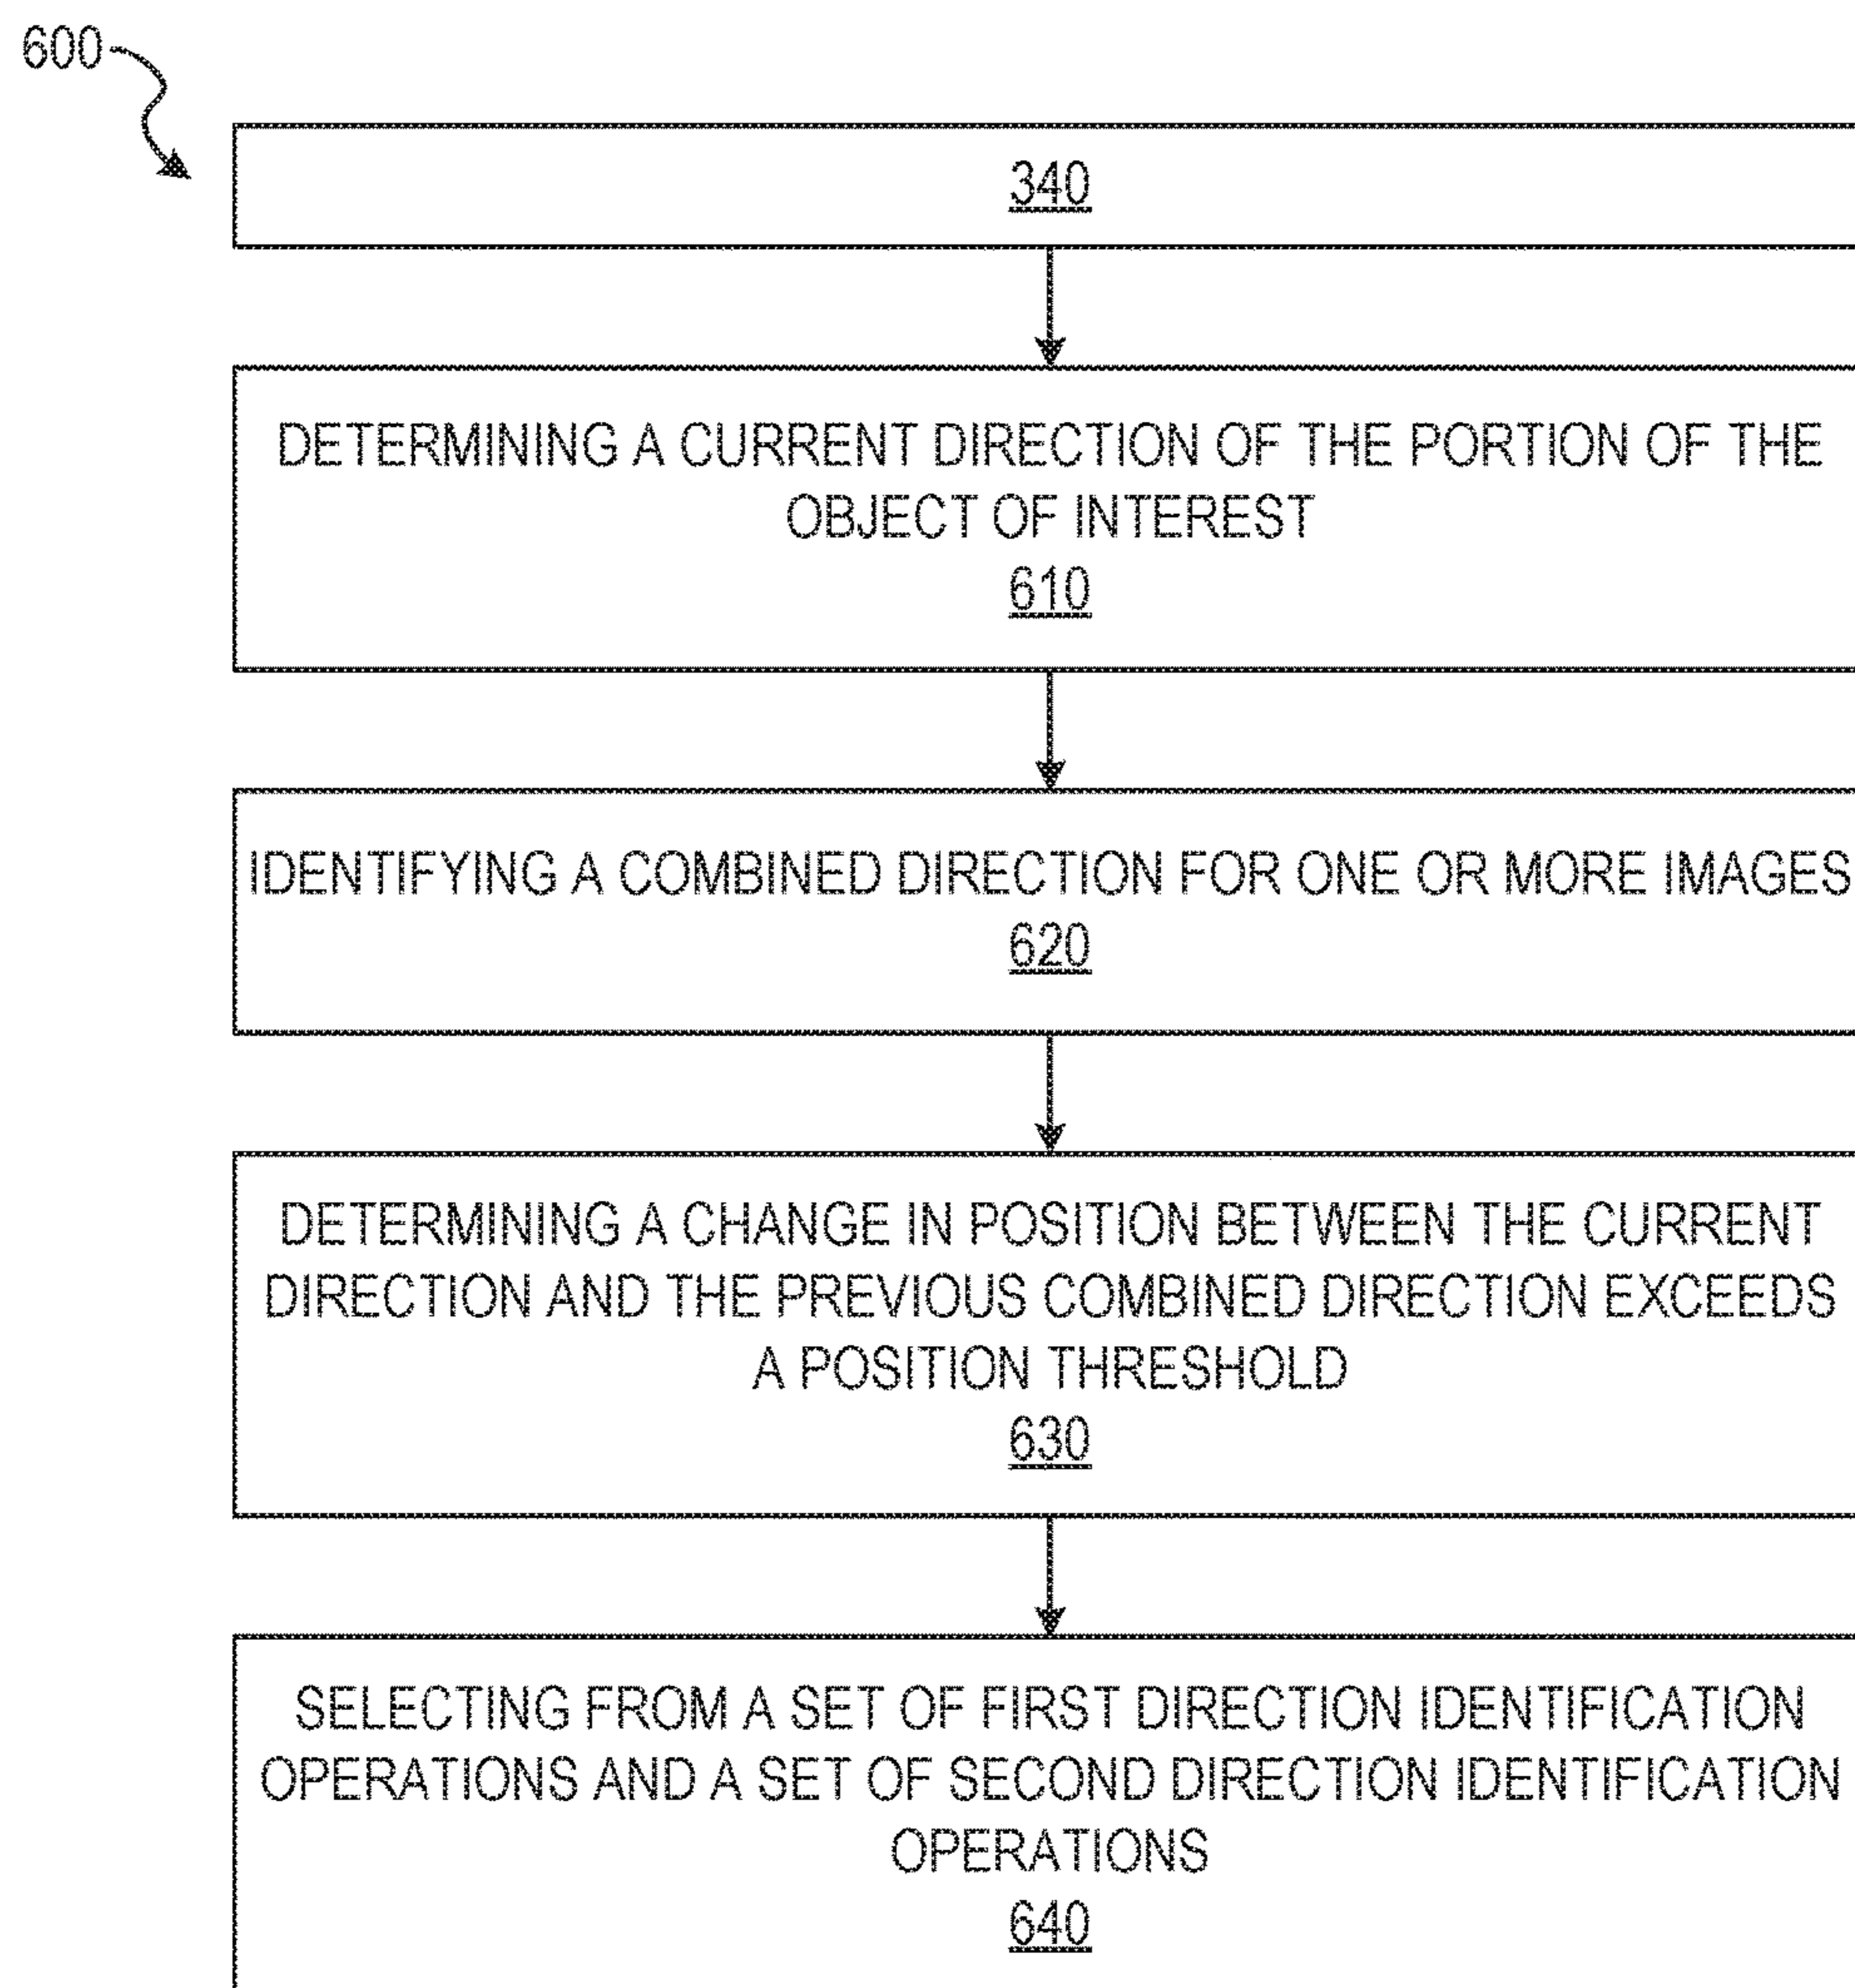 600
340
DETERMINING A CURRENT DIRECTION OF THE PORTION OF THE
OBJECT OF INTEREST
610
IDENTIFYING A COMBINED DIRECTION FOR ONE OR MORE IMAGES
620
DETERMINING A CHANGE IN POSITION BETWEEN THE CURRENT
DIRECTION AND THE PREVIOUS COMBINED DIRECTION EXCEEDS
A POSITION THRESHOLD
630
SELECTING FROM A SET OF FIRST DIRECTION IDENTIFICATION
OPERATIONS AND A SET OF SECOND DIRECTION IDENTIFICATION
OPERATIONS
640